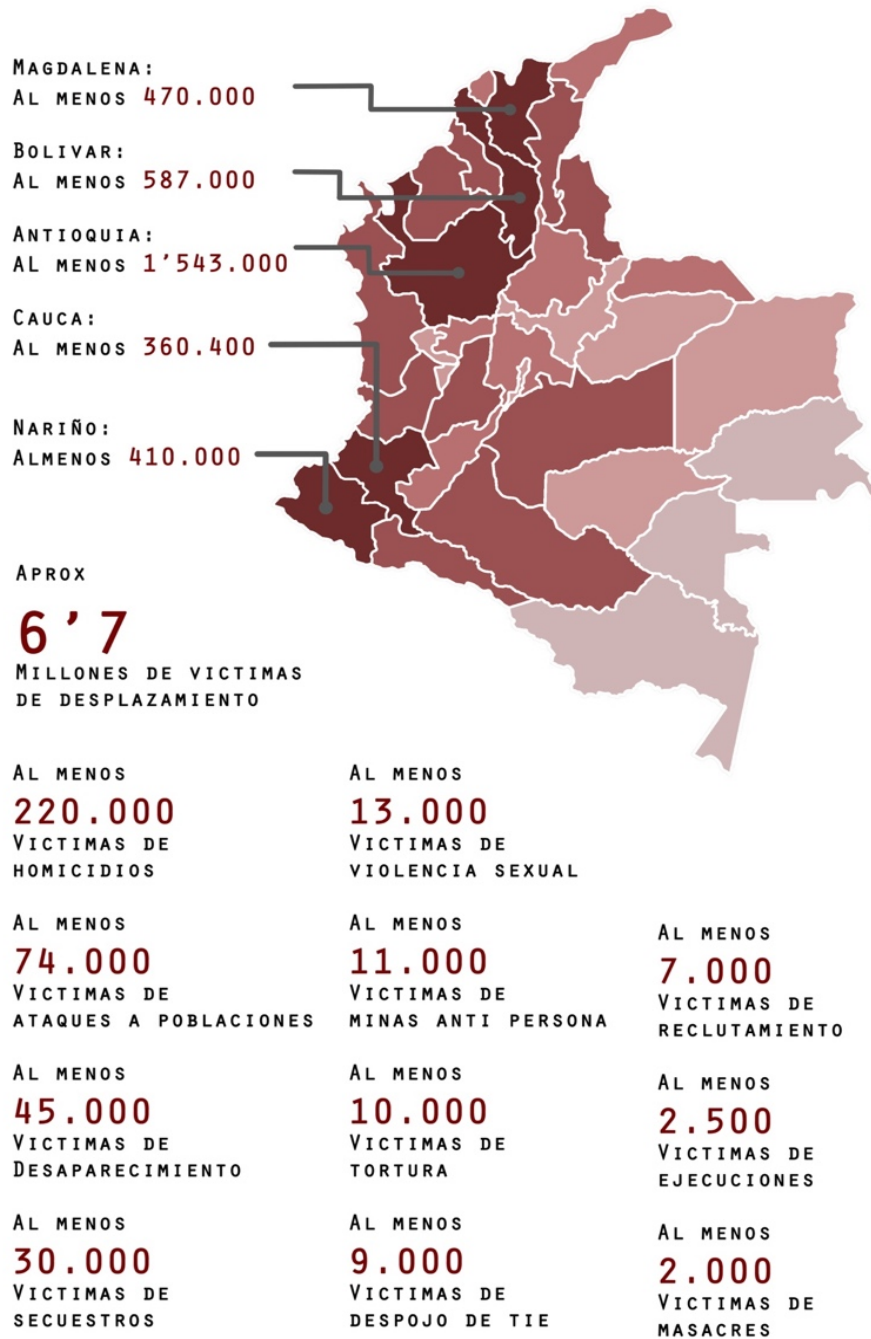 MAGDALENA:
AL MENOS 470.000
BOLIVAR:
AL MENOS 587.000
ANTIOQUIA:
AL MENOS 1'543.000
CAUCA:
AL MENOS 360.400
NARIÑO:
ALMENOS 410.000
APROX
6'7
MILLONES DE VICTIMAS
DE DESPLAZAMIENTO
AL MENOS
220.000
VICTIMAS DE
HOMICIDIOS
AL MENOS
74.000
VICTIMAS DE
ATAQUES A POBLACIONES
AL MENOS
45.000
VICTIMAS DE
DESAPARECIMIENTO
AL MENOS
30.000
VICTIMAS DE
SECUESTROS
AL MENOS
13.000
VICTIMAS DE
VIOLENCIA SEXUAL
AL MENOS
11.000
VICTIMAS DE
MINAS ANTI PERSONA
AL MENOS
10.000
VICTIMAS DE
TORTURA
AL MENOS
9.000
VICTIMAS DE
DESPOJO DE TIE
AL MENOS
7.000
VICTIMAS DE
RECLUTAMIENTO
AL MENOS
2.500
VICTIMAS DE
EJECUCIONES
AL MENOS
2.000
VICTIMAS DE
MASACRES